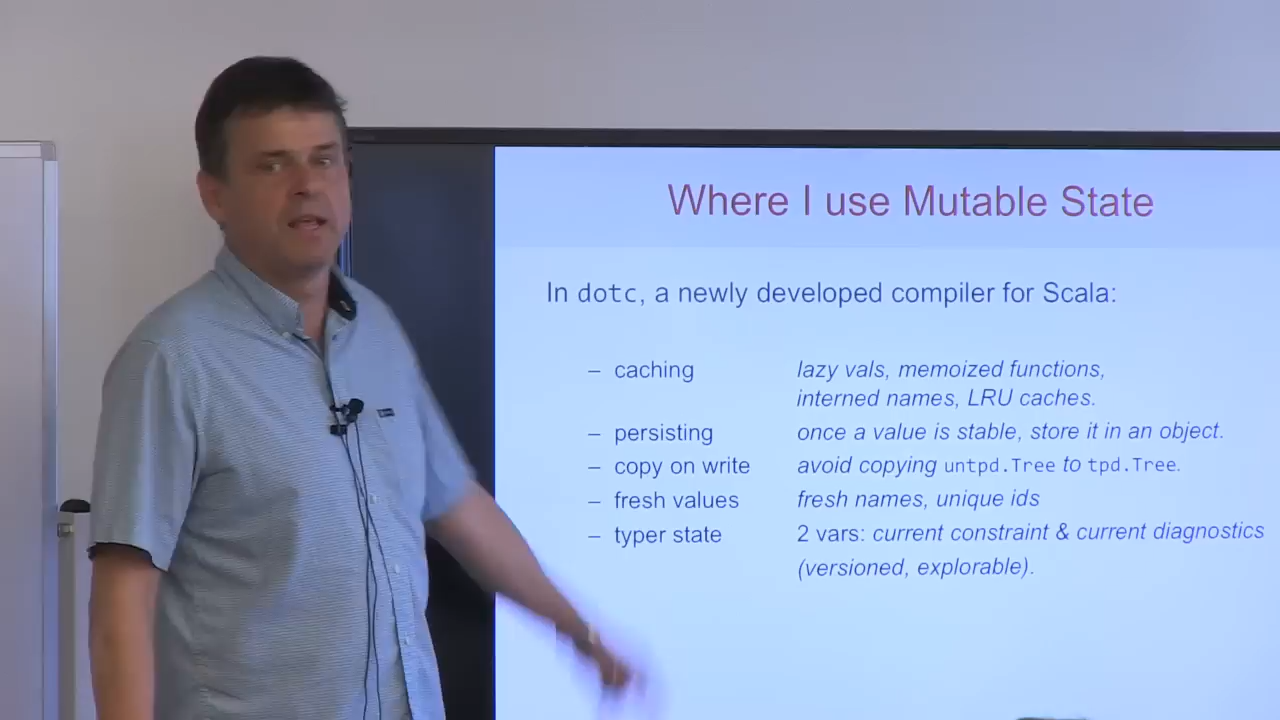 Where I use Mutable State
In dotc, a newly developed compiler for Scala:
– caching lazy vals, memoized functions,
interned names, LRU caches.
– persisting once a value is stable, store it in an object.
– copy on write avoid copying untpd.Tree to tpd.Tree.
– fresh values fresh names, unique ids
– typer state 2 vars: current constraint & current diagnostics
(versioned, explorable).